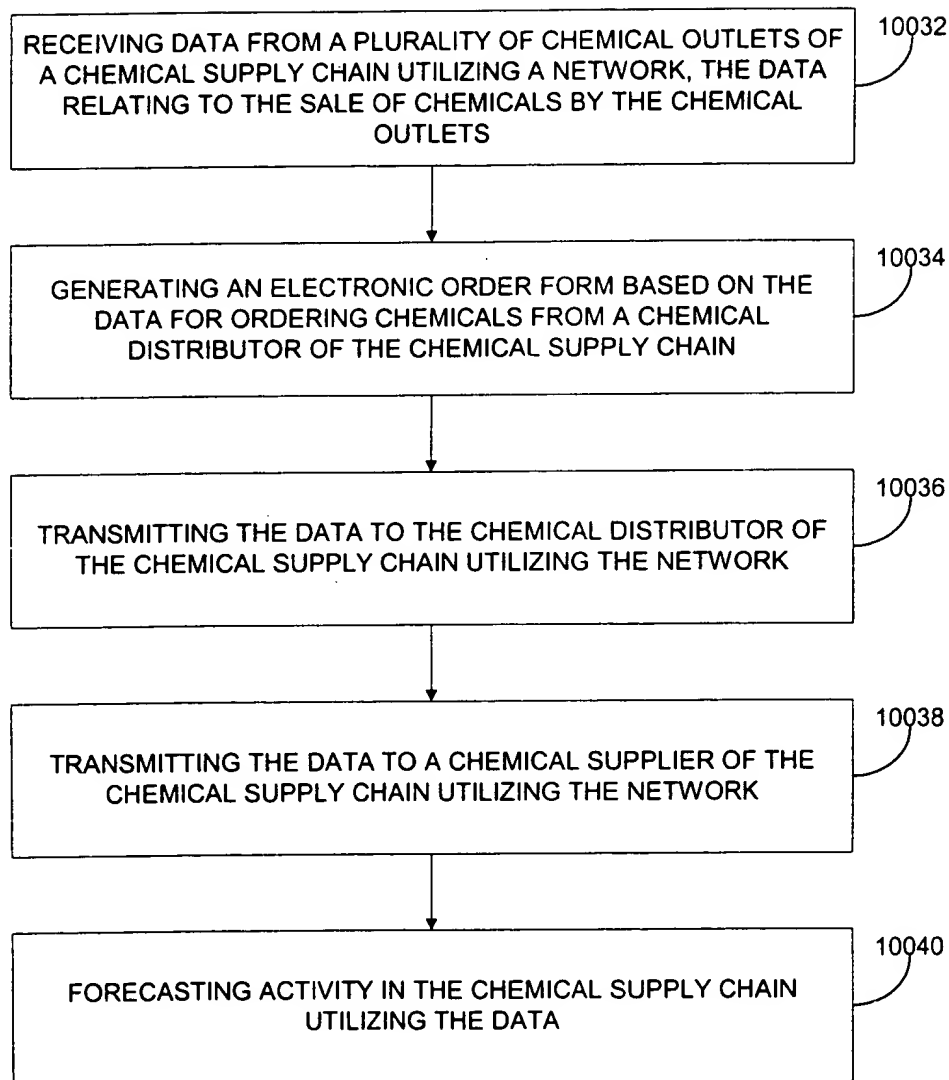 10032
RECEIVING DATA FROM A PLURALITY OF CHEMICAL OUTLETS OF
A CHEMICAL SUPPLY CHAIN UTILIZING A NETWORK, THE DATA
RELATING TO THE SALE OF CHEMICALS BY THE CHEMICAL
OUTLETS
10034
GENERATING AN ELECTRONIC ORDER FORM BASED ON THE
DATA FOR ORDERING CHEMICALS FROM A CHEMICAL
DISTRIBUTOR OF THE CHEMICAL SUPPLY CHAIN
10036
TRANSMITTING THE DATA TO THE CHEMICAL DISTRIBUTOR OF
THE CHEMICAL SUPPLY CHAIN UTILIZING THE NETWORK
10038
TRANSMITTING THE DATA TO A CHEMICAL SUPPLIER OF THE
CHEMICAL SUPPLY CHAIN UTILIZING THE NETWORK
10040
FORECASTING ACTIVITY IN THE CHEMICAL SUPPLY CHAIN
UTILIZING THE DATA